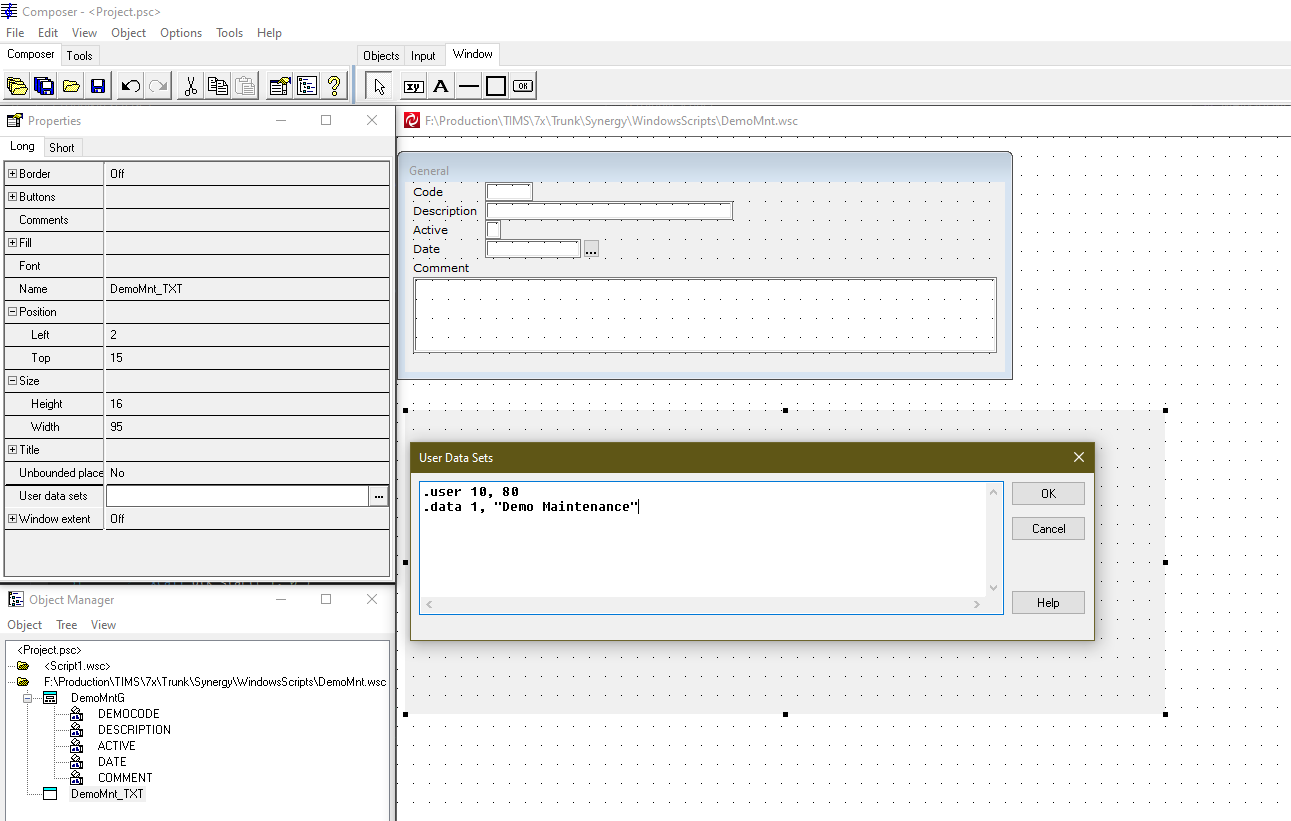 Composer - <Project.psc>
File Edit View Object Options Tools Help
Composer Tools Objects Input Window
xy A OK
Properties
F:\Production\TIMS\7x\Trunk\Synergy\WindowsScripts\DemoMnt.wsc
Long Short
Border Off
Buttons
Comments
Fill
Font
Name DemoMnt_TXT
Position
Left 2
Top 15
Size
Height 16
Width 95
Title
Unbounded place No
User data sets ...
Window extent Off
General
Code
Description
Active
Date ...
Comment
User Data Sets
.user 10, 80
.data 1, "Demo Maintenance"
OK
Cancel
Help
Object Manager
Object Tree View
<Project.psc>
<Script1.wsc>
F:\Production\TIMS\7x\Trunk\Synergy\WindowsScripts\DemoMnt.wsc
DemoMntG
DEMOCODE
DESCRIPTION
ACTIVE
DATE
COMMENT
DemoMnt_TXT